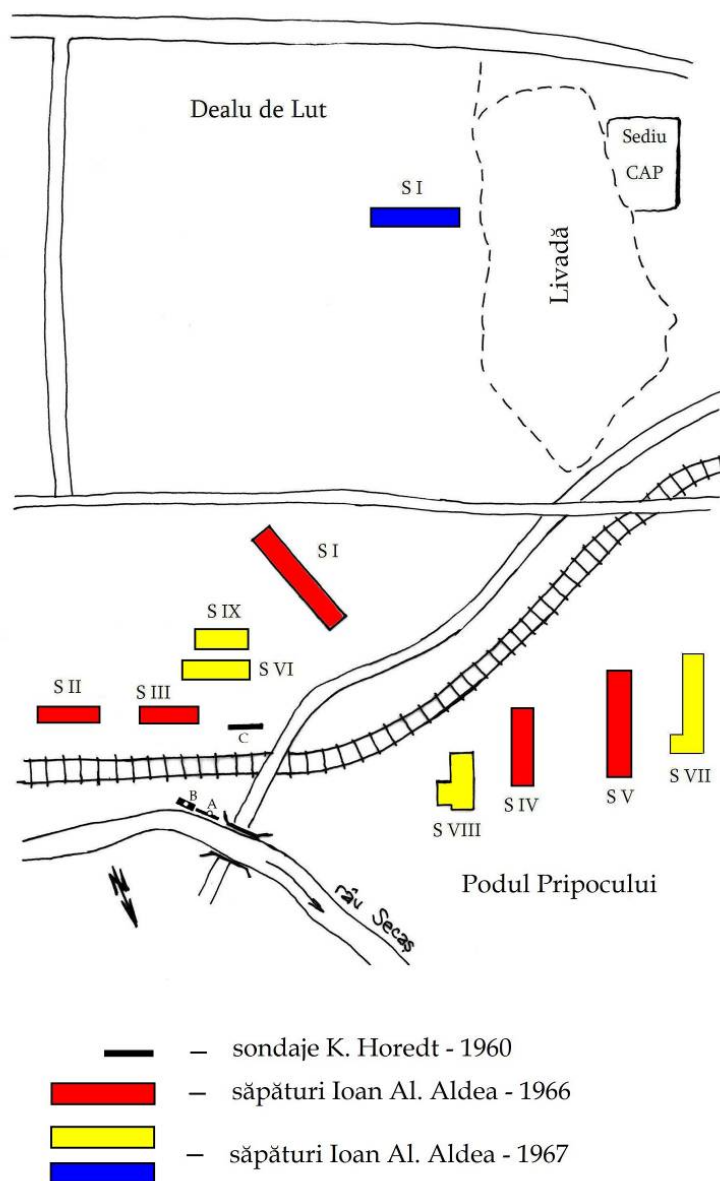 Dealu de Lut
Sediu
CAP
S I
Livadă
S I
S IX
S VI
S II
S III
C
B
A
S VII
S IV
S V
S VIII
Podul Pripocului
râu Secaș
N
— sondaje K. Horedt - 1960
— săpături Ioan Al. Aldea - 1966
— săpături Ioan Al. Aldea - 1967